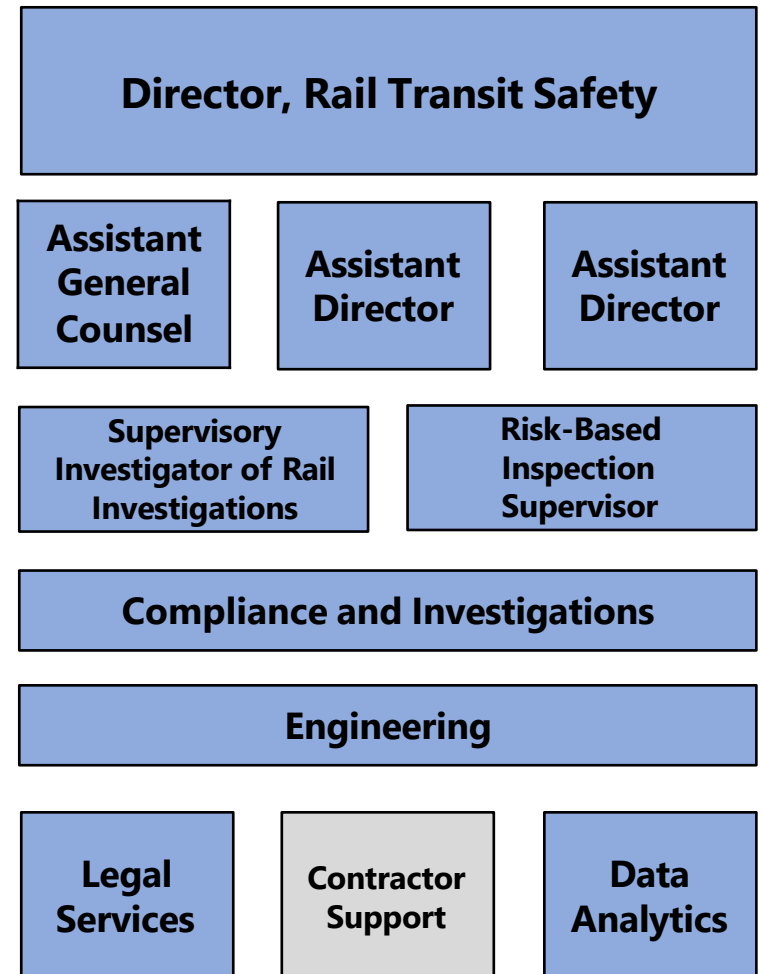 Director, Rail Transit Safety
Assistant
General
Counsel
Assistant
Director
Assistant
Director
Supervisory
Investigator of Rail
Investigations
Risk-Based
Inspection
Supervisor
Compliance and Investigations
Engineering
Legal
Services
Contractor
Support
Data
Analytics